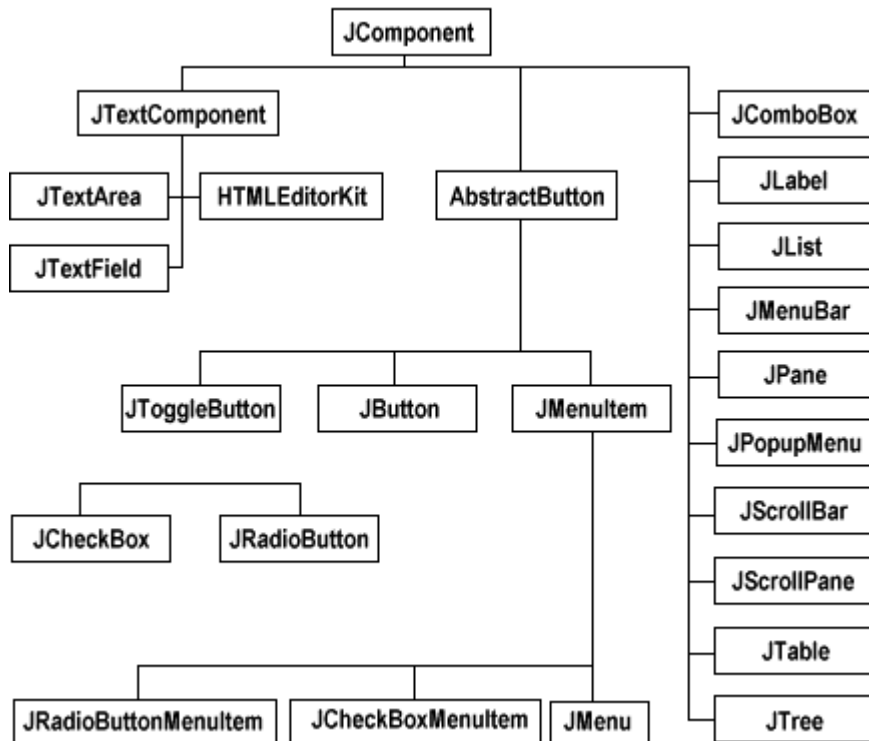 JComponent
JTextComponent
JComboBox
JTextArea
HTMLEditorKit
AbstractButton
JLabel
JTextField
JList
JMenuBar
JToggleButton
JButton
JMenuItem
JPane
JPopupMenu
JCheckBox
JRadioButton
JScrollBar
JScrollPane
JTable
JRadioButtonMenuItem
JCheckBoxMenuItem
JMenu
JTree